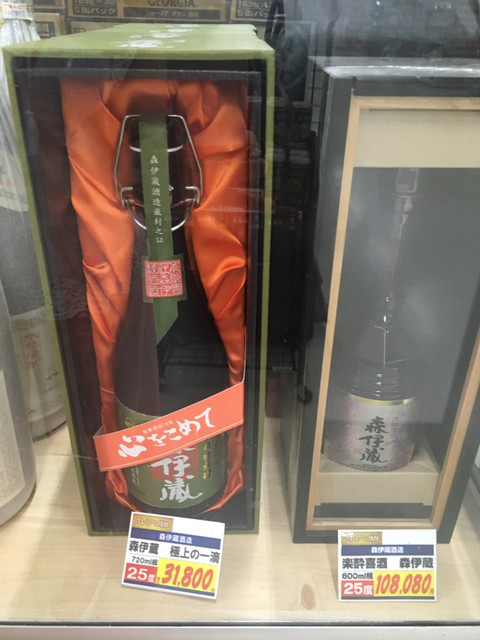 GEORGIA
森伊蔵酒造厳封之証
心をこめて
森伊蔵
森伊蔵
森伊蔵酒造
森伊蔵 極上の一滴
720ml瓶
25度
31,800
森伊蔵酒造
楽酔喜酒 森伊蔵
600ml瓶
25度
108,080